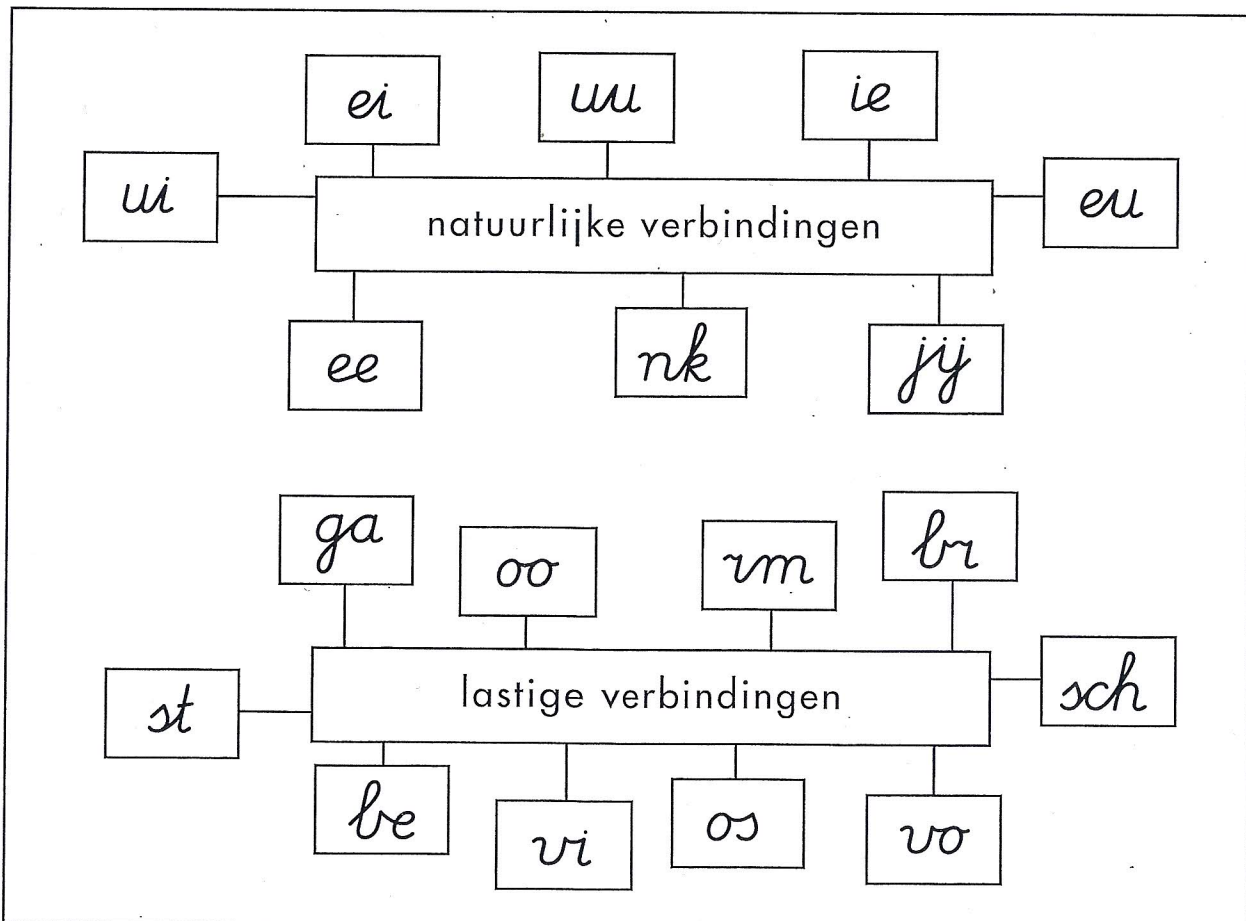 ei
uu
ie
ui
natuurlijke verbindingen
eu
ee
nk
jij
ga
oo
rm
br
st
lastige verbindingen
sch
be
vi
os
vo